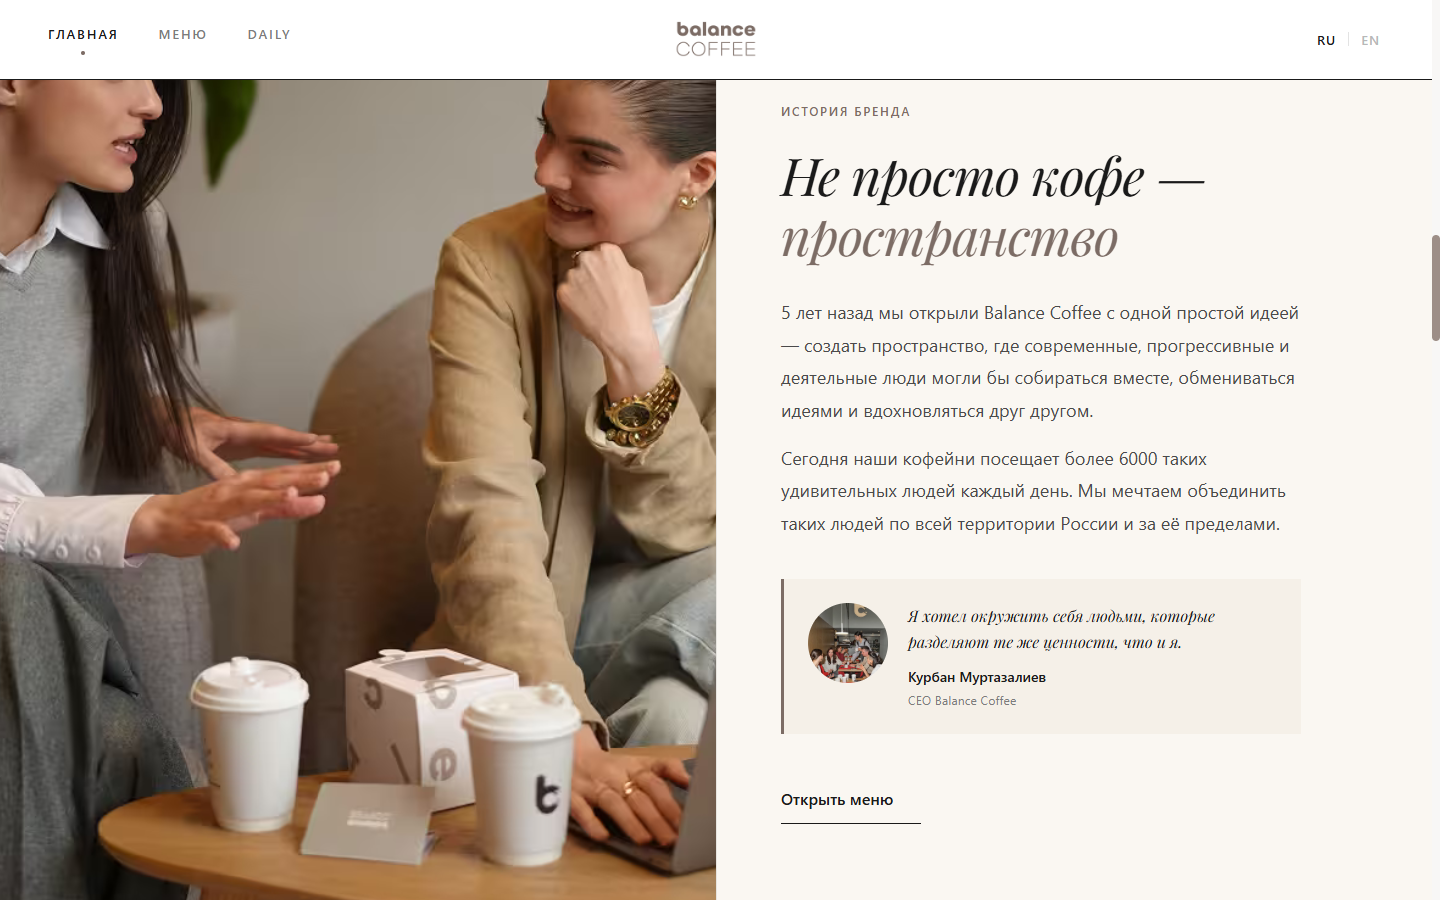 ГЛАВНАЯ
МЕНЮ
DAILY
balance
COFFEE
RU
EN
ИСТОРИЯ БРЕНДА
Не просто кофе —
пространство
5 лет назад мы открыли Balance Coffee с одной простой идеей
— создать пространство, где современные, прогрессивные и
деятельные люди могли бы собираться вместе, обмениваться
идеями и вдохновляться друг другом.
Сегодня наши кофейни посещает более 6000 таких
удивительных людей каждый день. Мы мечтаем объединить
таких людей по всей территории России и за её пределами.
Я хотел окружить себя людьми, которые
разделяют те же ценности, что и я.
Курбан Муртазалиев
CEO Balance Coffee
Открыть меню
b